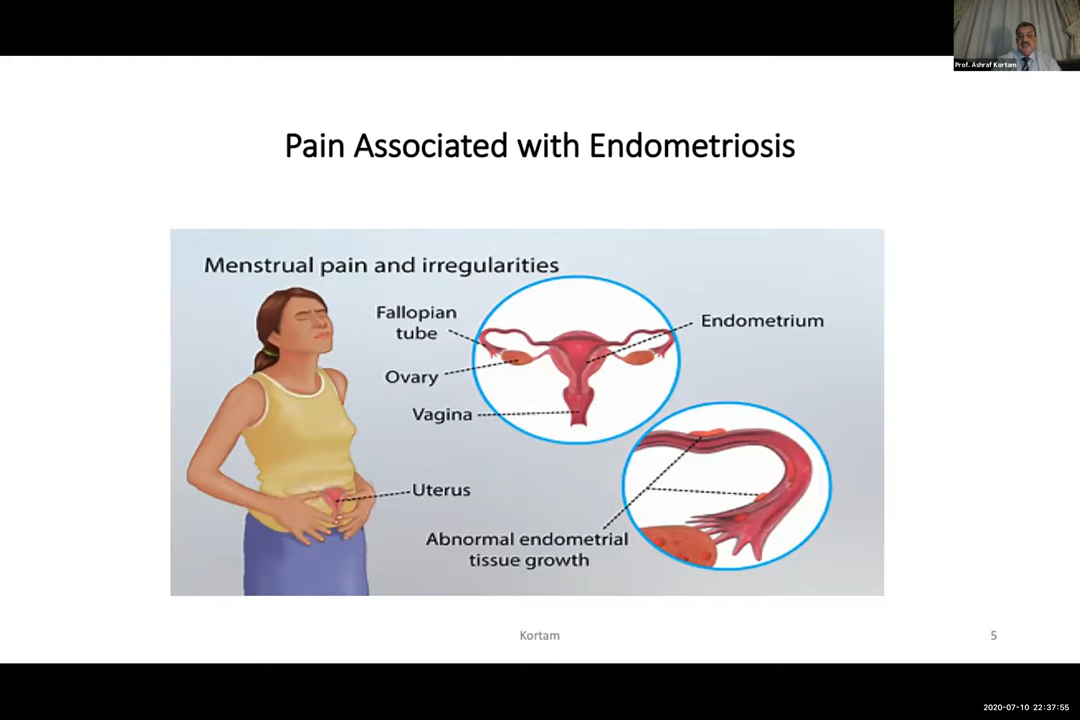 Prof. Ashraf Kortam
Pain Associated with Endometriosis
Menstrual pain and irregularities
Fallopian
tube
Endometrium
Ovary
Vagina
Uterus
Abnormal endometrial
tissue growth
Kortam
5
2020-07-10 22:37:55